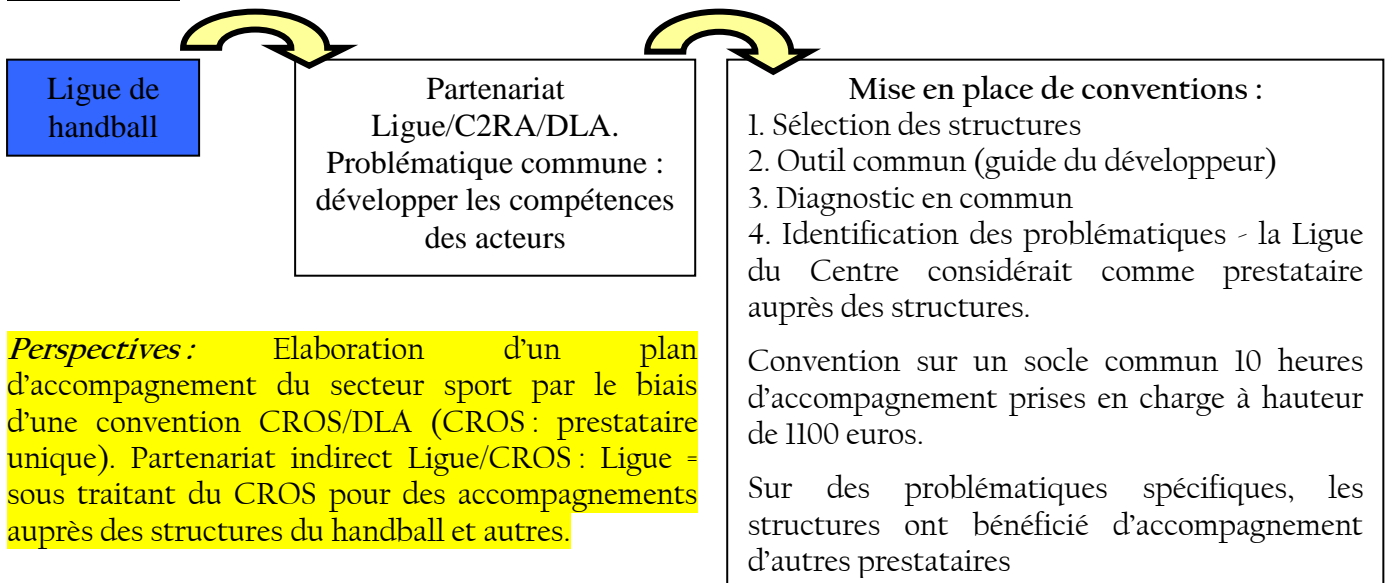 Ligue de
handball
Partenariat
Ligue/C2RA/DLA.
Problématique commune :
développer les compétences
des acteurs
Mise en place de conventions :
1. Sélection des structures
2. Outil commun (guide du développeur)
3. Diagnostic en commun
4. Identification des problématiques - la Ligue
du Centre considérait comme prestataire
auprès des structures.
Convention sur un socle commun 10 heures
d'accompagnement prises en charge à hauteur
de 1100 euros.
Sur des problématiques spécifiques, les
structures ont bénéficié d'accompagnement
d'autres prestataires
Perspectives : Elaboration d'un plan
d'accompagnement du secteur sport par le biais
d'une convention CROS/DLA (CROS : prestataire
unique). Partenariat indirect Ligue/CROS : Ligue =
sous traitant du CROS pour des accompagnements
auprès des structures du handball et autres.